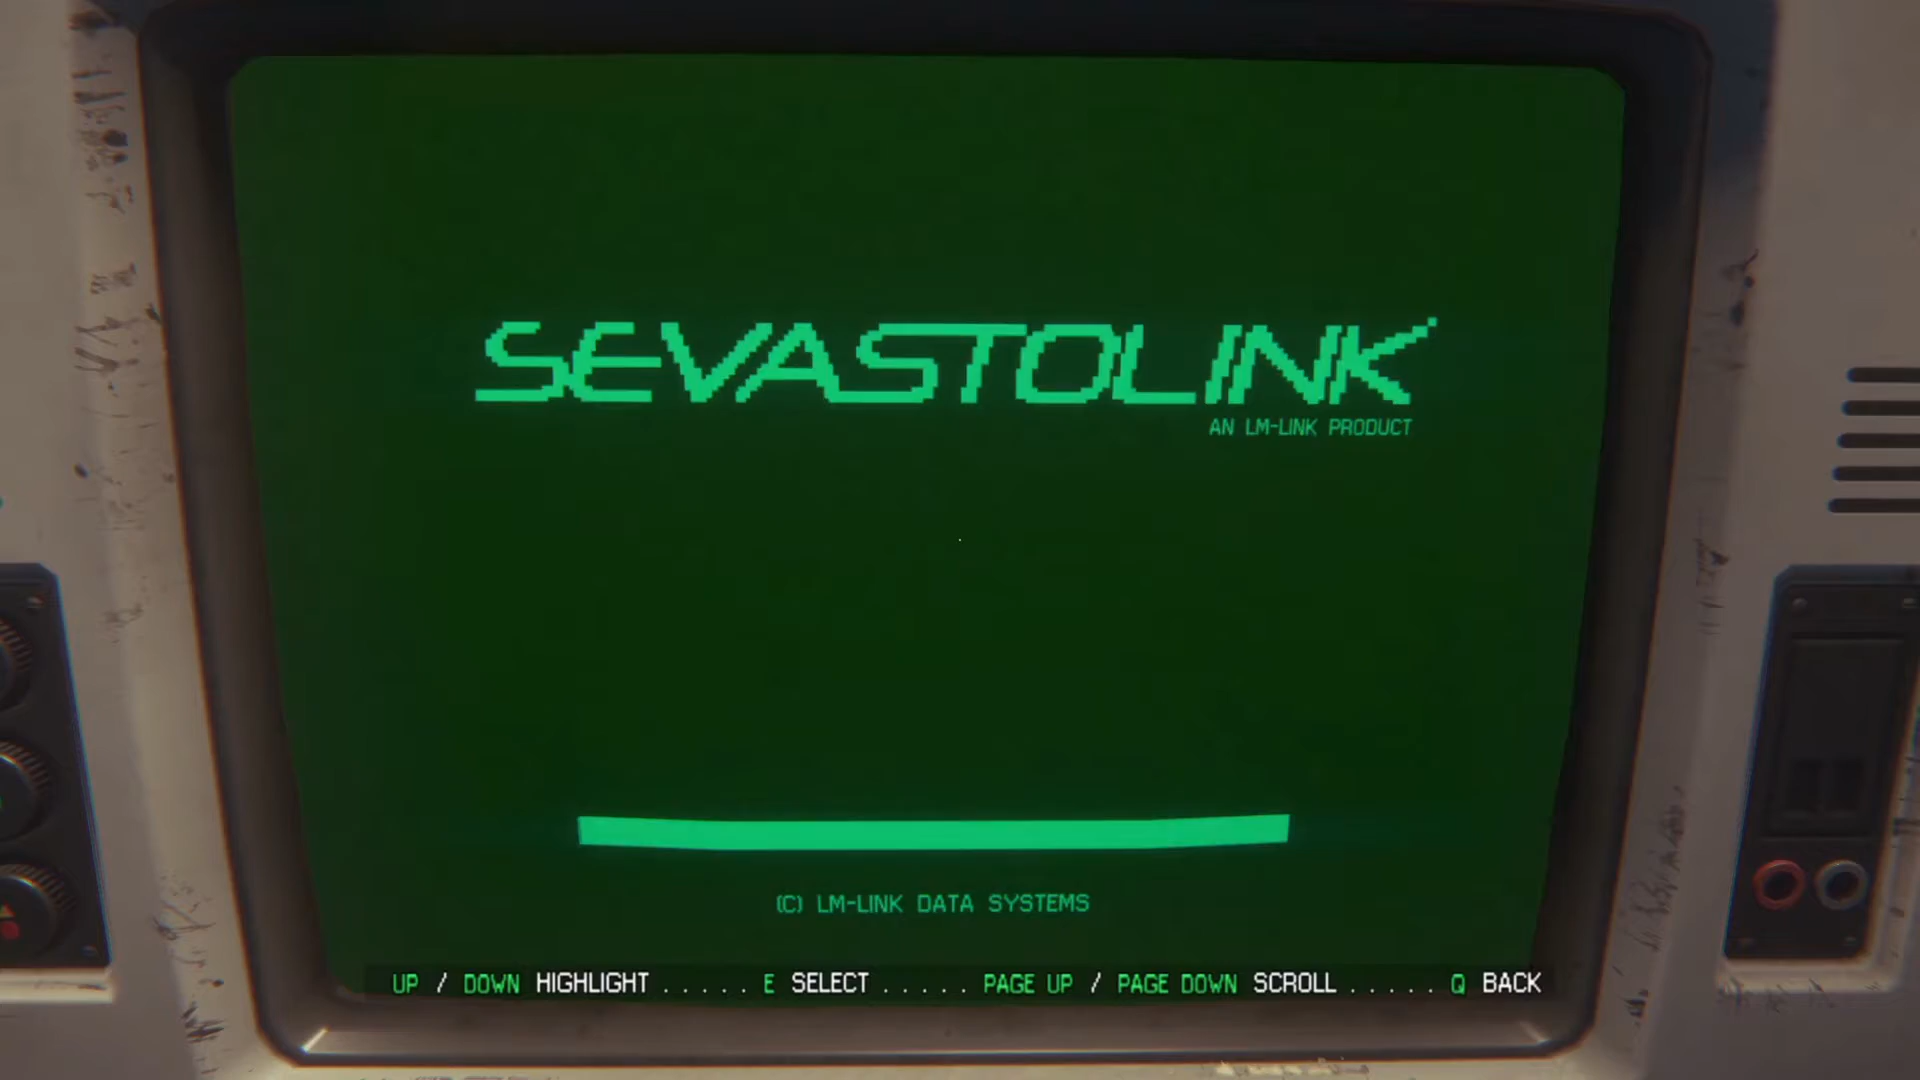 SEVASTOLINK
AN LM-LINK PRODUCT
(C) LM-LINK DATA SYSTEMS
UP / DOWN HIGHLIGHT ..... E SELECT ..... PAGE UP / PAGE DOWN SCROLL ..... Q BACK